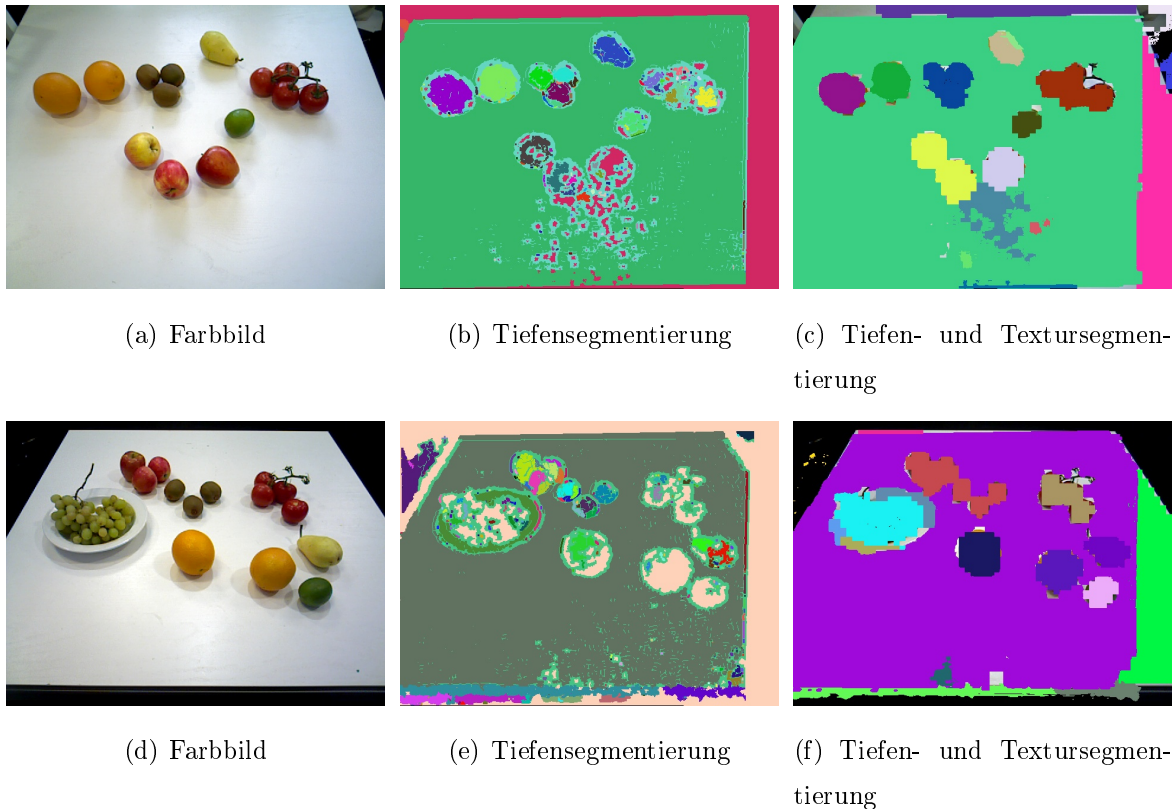 (a) Farbbild
(b) Tiefensegmentierung
(c) Tiefen- und Textursegmen-
tierung
(d) Farbbild
(e) Tiefensegmentierung
(f) Tiefen- und Textursegmen-
tierung